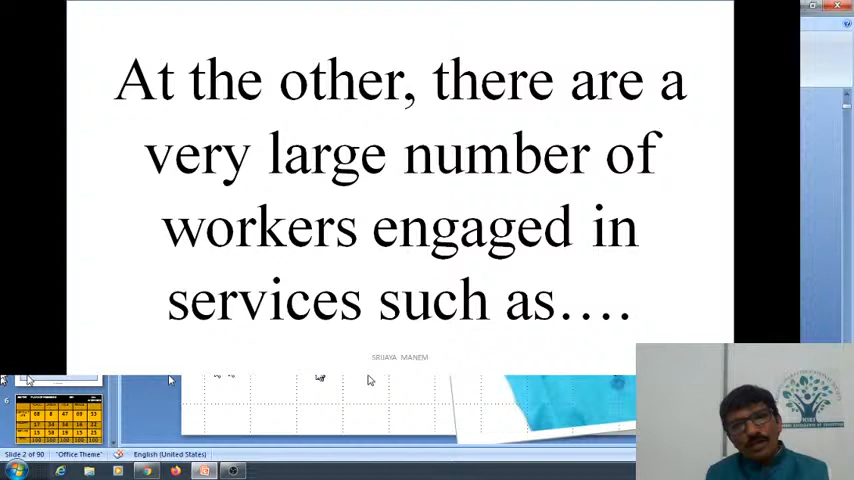 At the other, there are a
very large number of
workers engaged in
services such as....
SRIJAYA MANEM
6
Slide 2 of 90
"Office Theme"
English (United States)